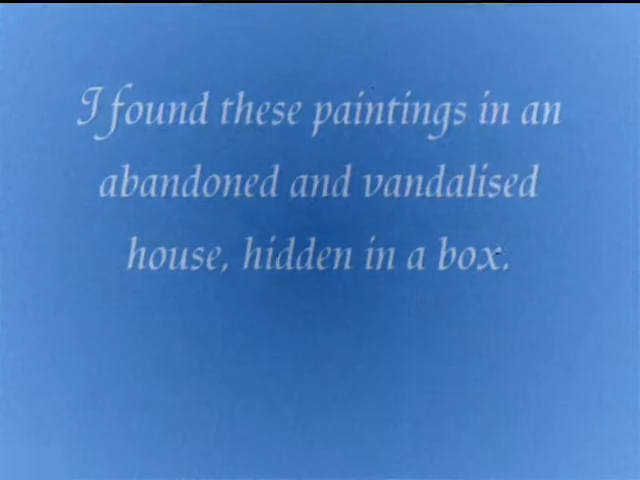 I found these paintings in an
abandoned and vandalised
house, hidden in a box.